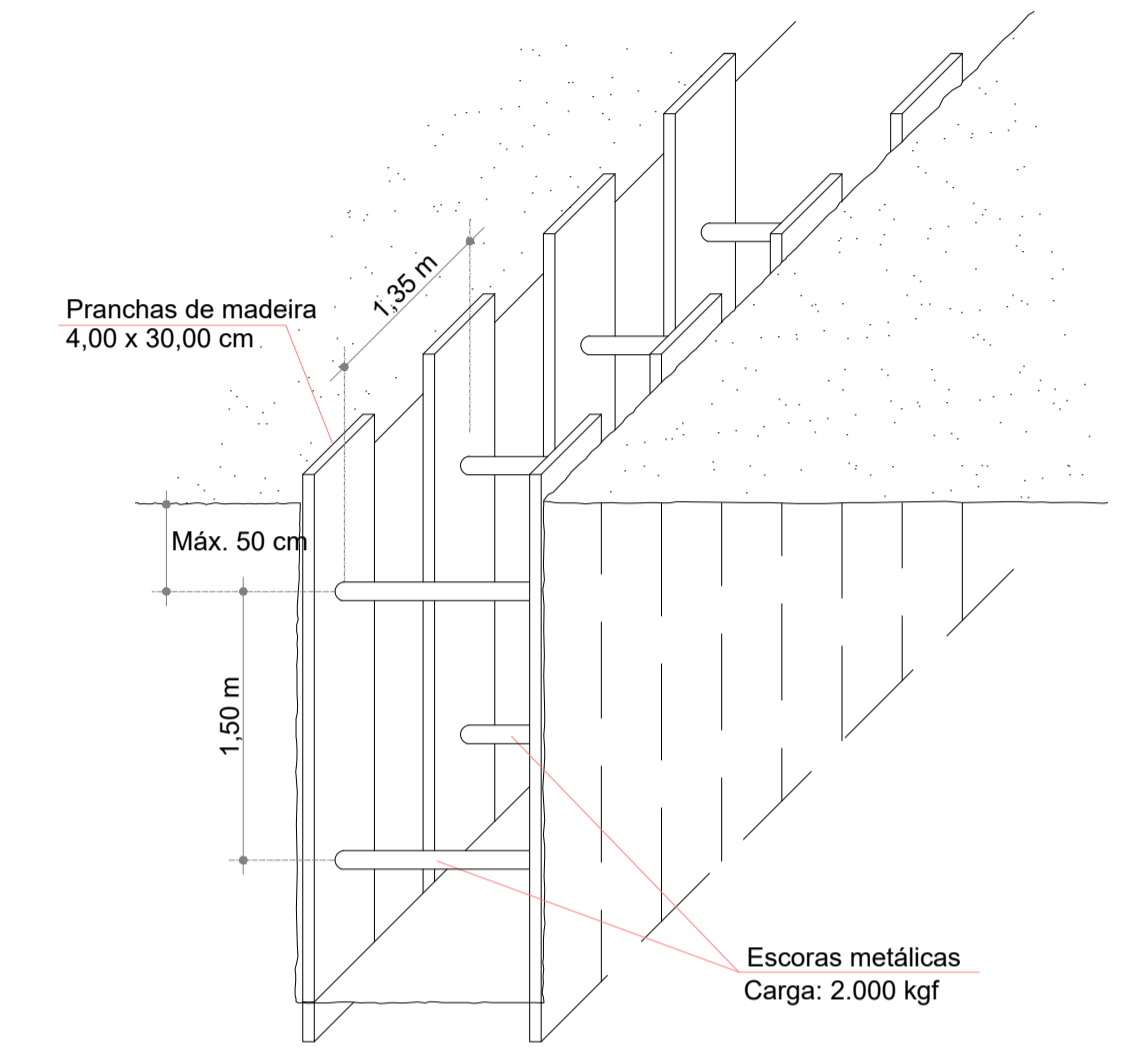 1,35 m
Pranchas de madeira
4,00 x 30,00 cm
Máx. 50 cm
1,50 m
Escoras metálicas
Carga: 2.000 kgf